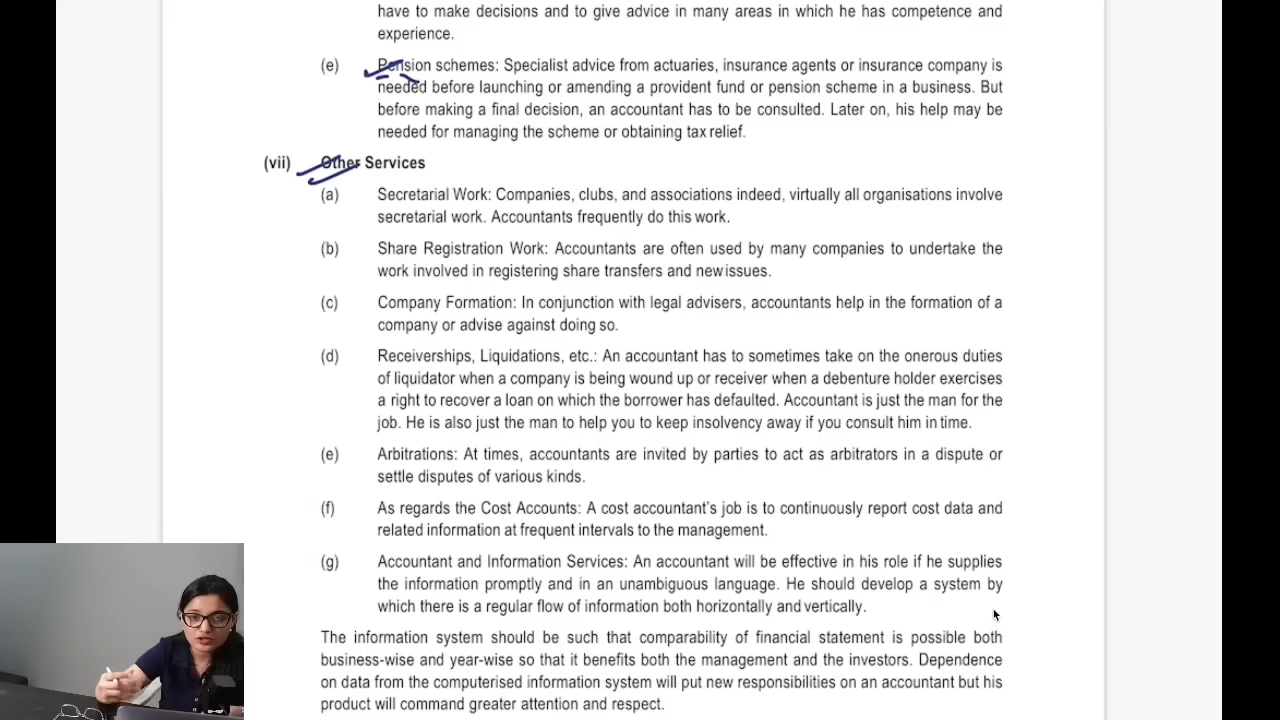 have to make decisions and to give advice in many areas in which he has competence and
experience.
(e) Pension schemes: Specialist advice from actuaries, insurance agents or insurance company is
needed before launching or amending a provident fund or pension scheme in a business. But
before making a final decision, an accountant has to be consulted. Later on, his help may be
needed for managing the scheme or obtaining tax relief.
(vii) Other Services
(a) Secretarial Work: Companies, clubs, and associations indeed, virtually all organisations involve
secretarial work. Accountants frequently do this work.
(b) Share Registration Work: Accountants are often used by many companies to undertake the
work involved in registering share transfers and new issues.
(c) Company Formation: In conjunction with legal advisers, accountants help in the formation of a
company or advise against doing so.
(d) Receiverships, Liquidations, etc.: An accountant has to sometimes take on the onerous duties
of liquidator when a company is being wound up or receiver when a debenture holder exercises
a right to recover a loan on which the borrower has defaulted. Accountant is just the man for the
job. He is also just the man to help you to keep insolvency away if you consult him in time.
(e) Arbitrations: At times, accountants are invited by parties to act as arbitrators in a dispute or
settle disputes of various kinds.
(f) As regards the Cost Accounts: A cost accountant's job is to continuously report cost data and
related information at frequent intervals to the management.
(g) Accountant and Information Services: An accountant will be effective in his role if he supplies
the information promptly and in an unambiguous language. He should develop a system by
which there is a regular flow of information both horizontally and vertically.
The information system should be such that comparability of financial statement is possible both
business-wise and year-wise so that it benefits both the management and the investors. Dependence
on data from the computerised information system will put new responsibilities on an accountant but his
product will command greater attention and respect.